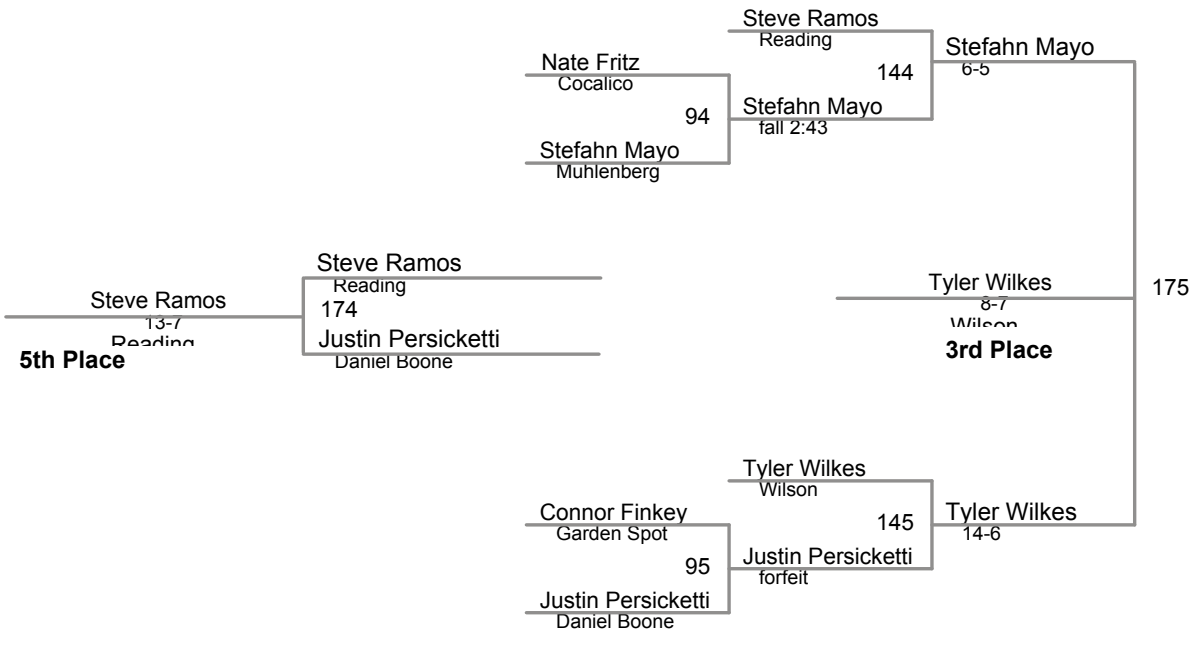 Steve Ramos
Reading
Nate Fritz
Cocalico
144
Stefahn Mayo
6-5
94
Stefahn Mayo
fall 2:43
Stefahn Mayo
Muhlenberg
Steve Ramos
Reading
Steve Ramos
13-7
Reading
5th Place
174
Justin Persicketti
Daniel Boone
Tyler Wilkes
8-7
Wilson
3rd Place
175
Tyler Wilkes
Wilson
Connor Finkey
Garden Spot
145
Tyler Wilkes
14-6
95
Justin Persicketti
forfeit
Justin Persicketti
Daniel Boone